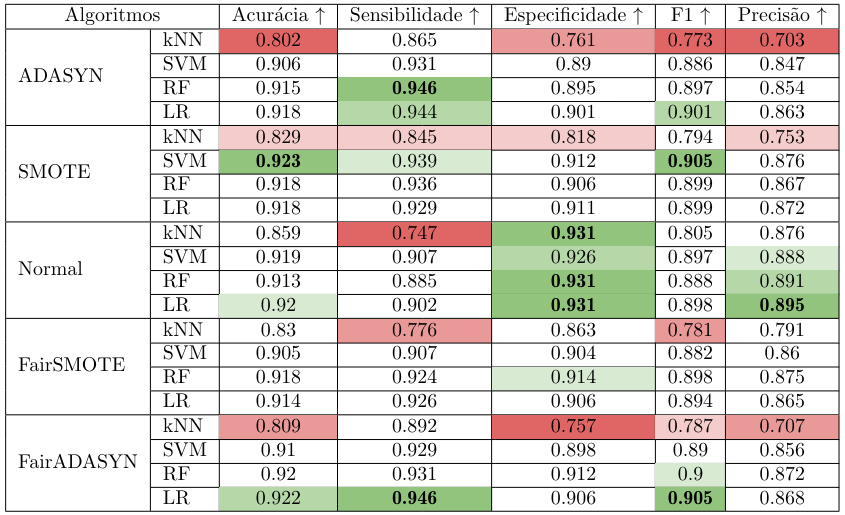 Algoritmos Acurácia ↑ Sensibilidade ↑ Especificidade ↑ F1 ↑ Precisão ↑
ADASYN
kNN 0.802 0.865 0.761 0.773 0.703
SVM 0.906 0.931 0.89 0.886 0.847
RF 0.915 0.946 0.895 0.897 0.854
LR 0.918 0.944 0.901 0.901 0.863
SMOTE
kNN 0.829 0.845 0.818 0.794 0.753
SVM 0.923 0.939 0.912 0.905 0.876
RF 0.918 0.936 0.906 0.899 0.867
LR 0.918 0.929 0.911 0.899 0.872
Normal
kNN 0.859 0.747 0.931 0.805 0.876
SVM 0.919 0.907 0.926 0.897 0.888
RF 0.913 0.885 0.931 0.888 0.891
LR 0.92 0.902 0.931 0.898 0.895
FairSMOTE
kNN 0.83 0.776 0.863 0.781 0.791
SVM 0.905 0.907 0.904 0.882 0.86
RF 0.918 0.924 0.914 0.898 0.875
LR 0.914 0.926 0.906 0.894 0.865
FairADASYN
kNN 0.809 0.892 0.757 0.787 0.707
SVM 0.91 0.929 0.898 0.89 0.856
RF 0.92 0.931 0.912 0.9 0.872
LR 0.922 0.946 0.906 0.905 0.868